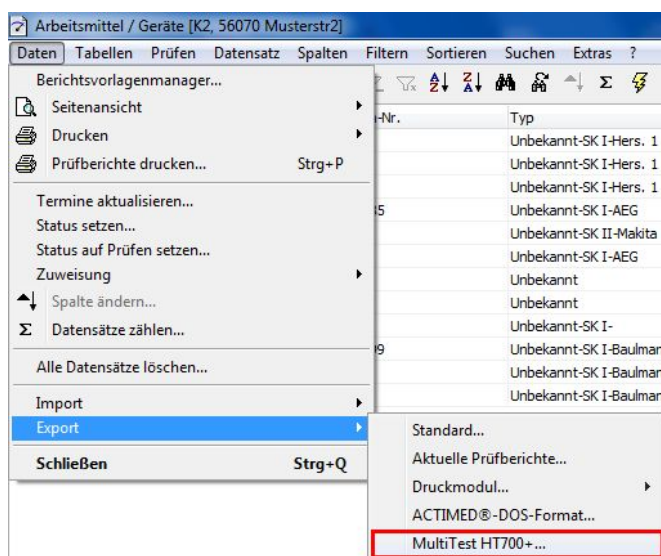 Arbeitsmittel / Geräte [K2, 56070 Musterstr2]
Daten Tabellen Prüfen Datensatz Spalten Filtern Sortieren Suchen Extras ?
Berichtsvorlagenmanager...
Seitenansicht
Drucken
Prüfberichte drucken... Strg+P
Termine aktualisieren...
Status setzen...
Status auf Prüfen setzen...
Zuweisung
Spalte ändern...
Σ Datensätze zählen...
Alle Datensätze löschen...
Import
Export
Schließen Strg+Q
-Nr. Typ
Unbekannt-SK I-Hers. 1
Unbekannt-SK I-Hers. 1
Unbekannt-SK I-Hers. 1
Unbekannt-SK I-AEG
Unbekannt-SK II-Makita
Unbekannt-SK I-AEG
Unbekannt
Unbekannt
Unbekannt-SK I-
Unbekannt-SK I-Baulmar
Unbekannt-SK I-Baulmar
Unbekannt-SK I-Baulmar
Standard...
Aktuelle Prüfberichte...
Druckmodul...
ACTIMED®-DOS-Format...
MultiTest HT700+...